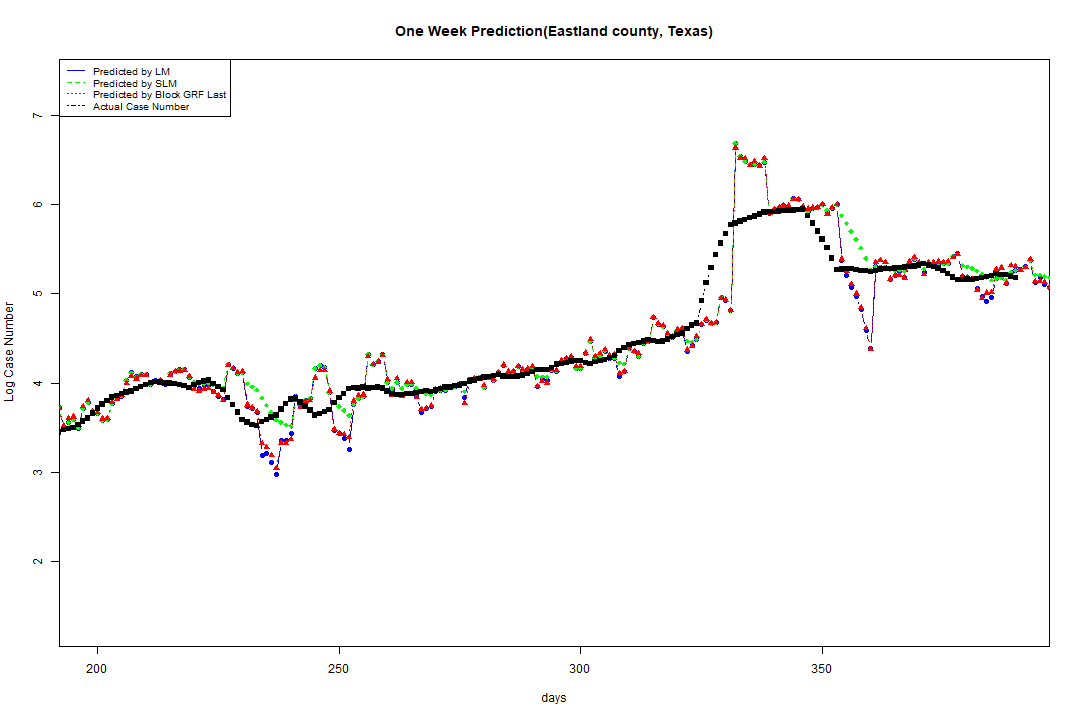 One Week Prediction(Eastland county, Texas)
Predicted by LM
Predicted by SLM
Predicted by Block GRF Last
Actual Case Number
Log Case Number
7
6
5
4
3
2
200
250
300
350
days